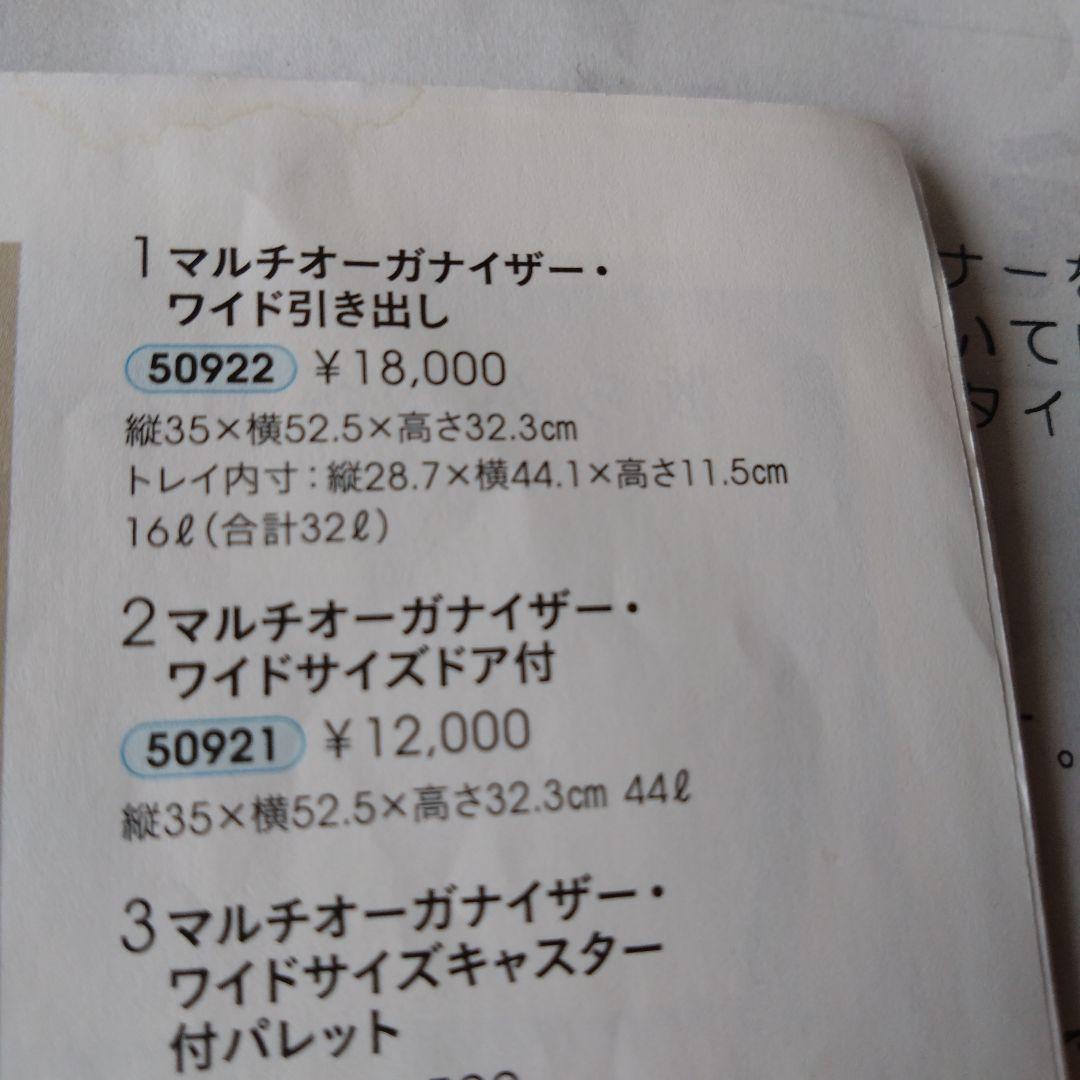 1 マルチオーガナイザー・
ワイド引き出し
50922 ¥18,000
縦35×横52.5×高さ32.3cm
トレイ内寸:縦28.7×横44.1×高さ11.5cm
16ℓ(合計32ℓ)
2 マルチオーガナイザー・
ワイドサイズドア付
50921 ¥12,000
縦35×横52.5×高さ32.3cm 44ℓ
3 マルチオーガナイザー・
ワイドサイズキャスター
付パレット
ナー
いて
タイ
。